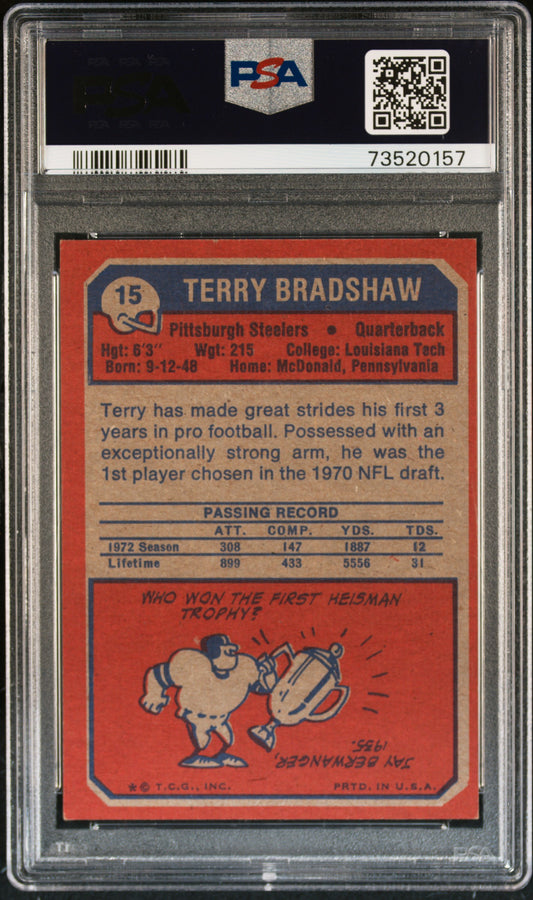 PSA
PSA
73520157
15
TERRY BRADSHAW
Pittsburgh Steelers • Quarterback
Hgt: 6'3" Wgt: 215 College: Louisiana Tech
Born: 9-12-48 Home: McDonald, Pennsylvania
Terry has made great strides his first 3
years in pro football. Possessed with an
exceptionally strong arm, he was the
1st player chosen in the 1970 NFL draft.
PASSING RECORD
ATT. COMP. YDS. TDS.
1972 Season 308 147 1887 12
Lifetime 899 433 5556 31
WHO WON THE FIRST HEISMAN
TROPHY?
JAY BERWANGER,
1935.
*© T.C.G., INC. PRTD. IN U.S.A.
PSA